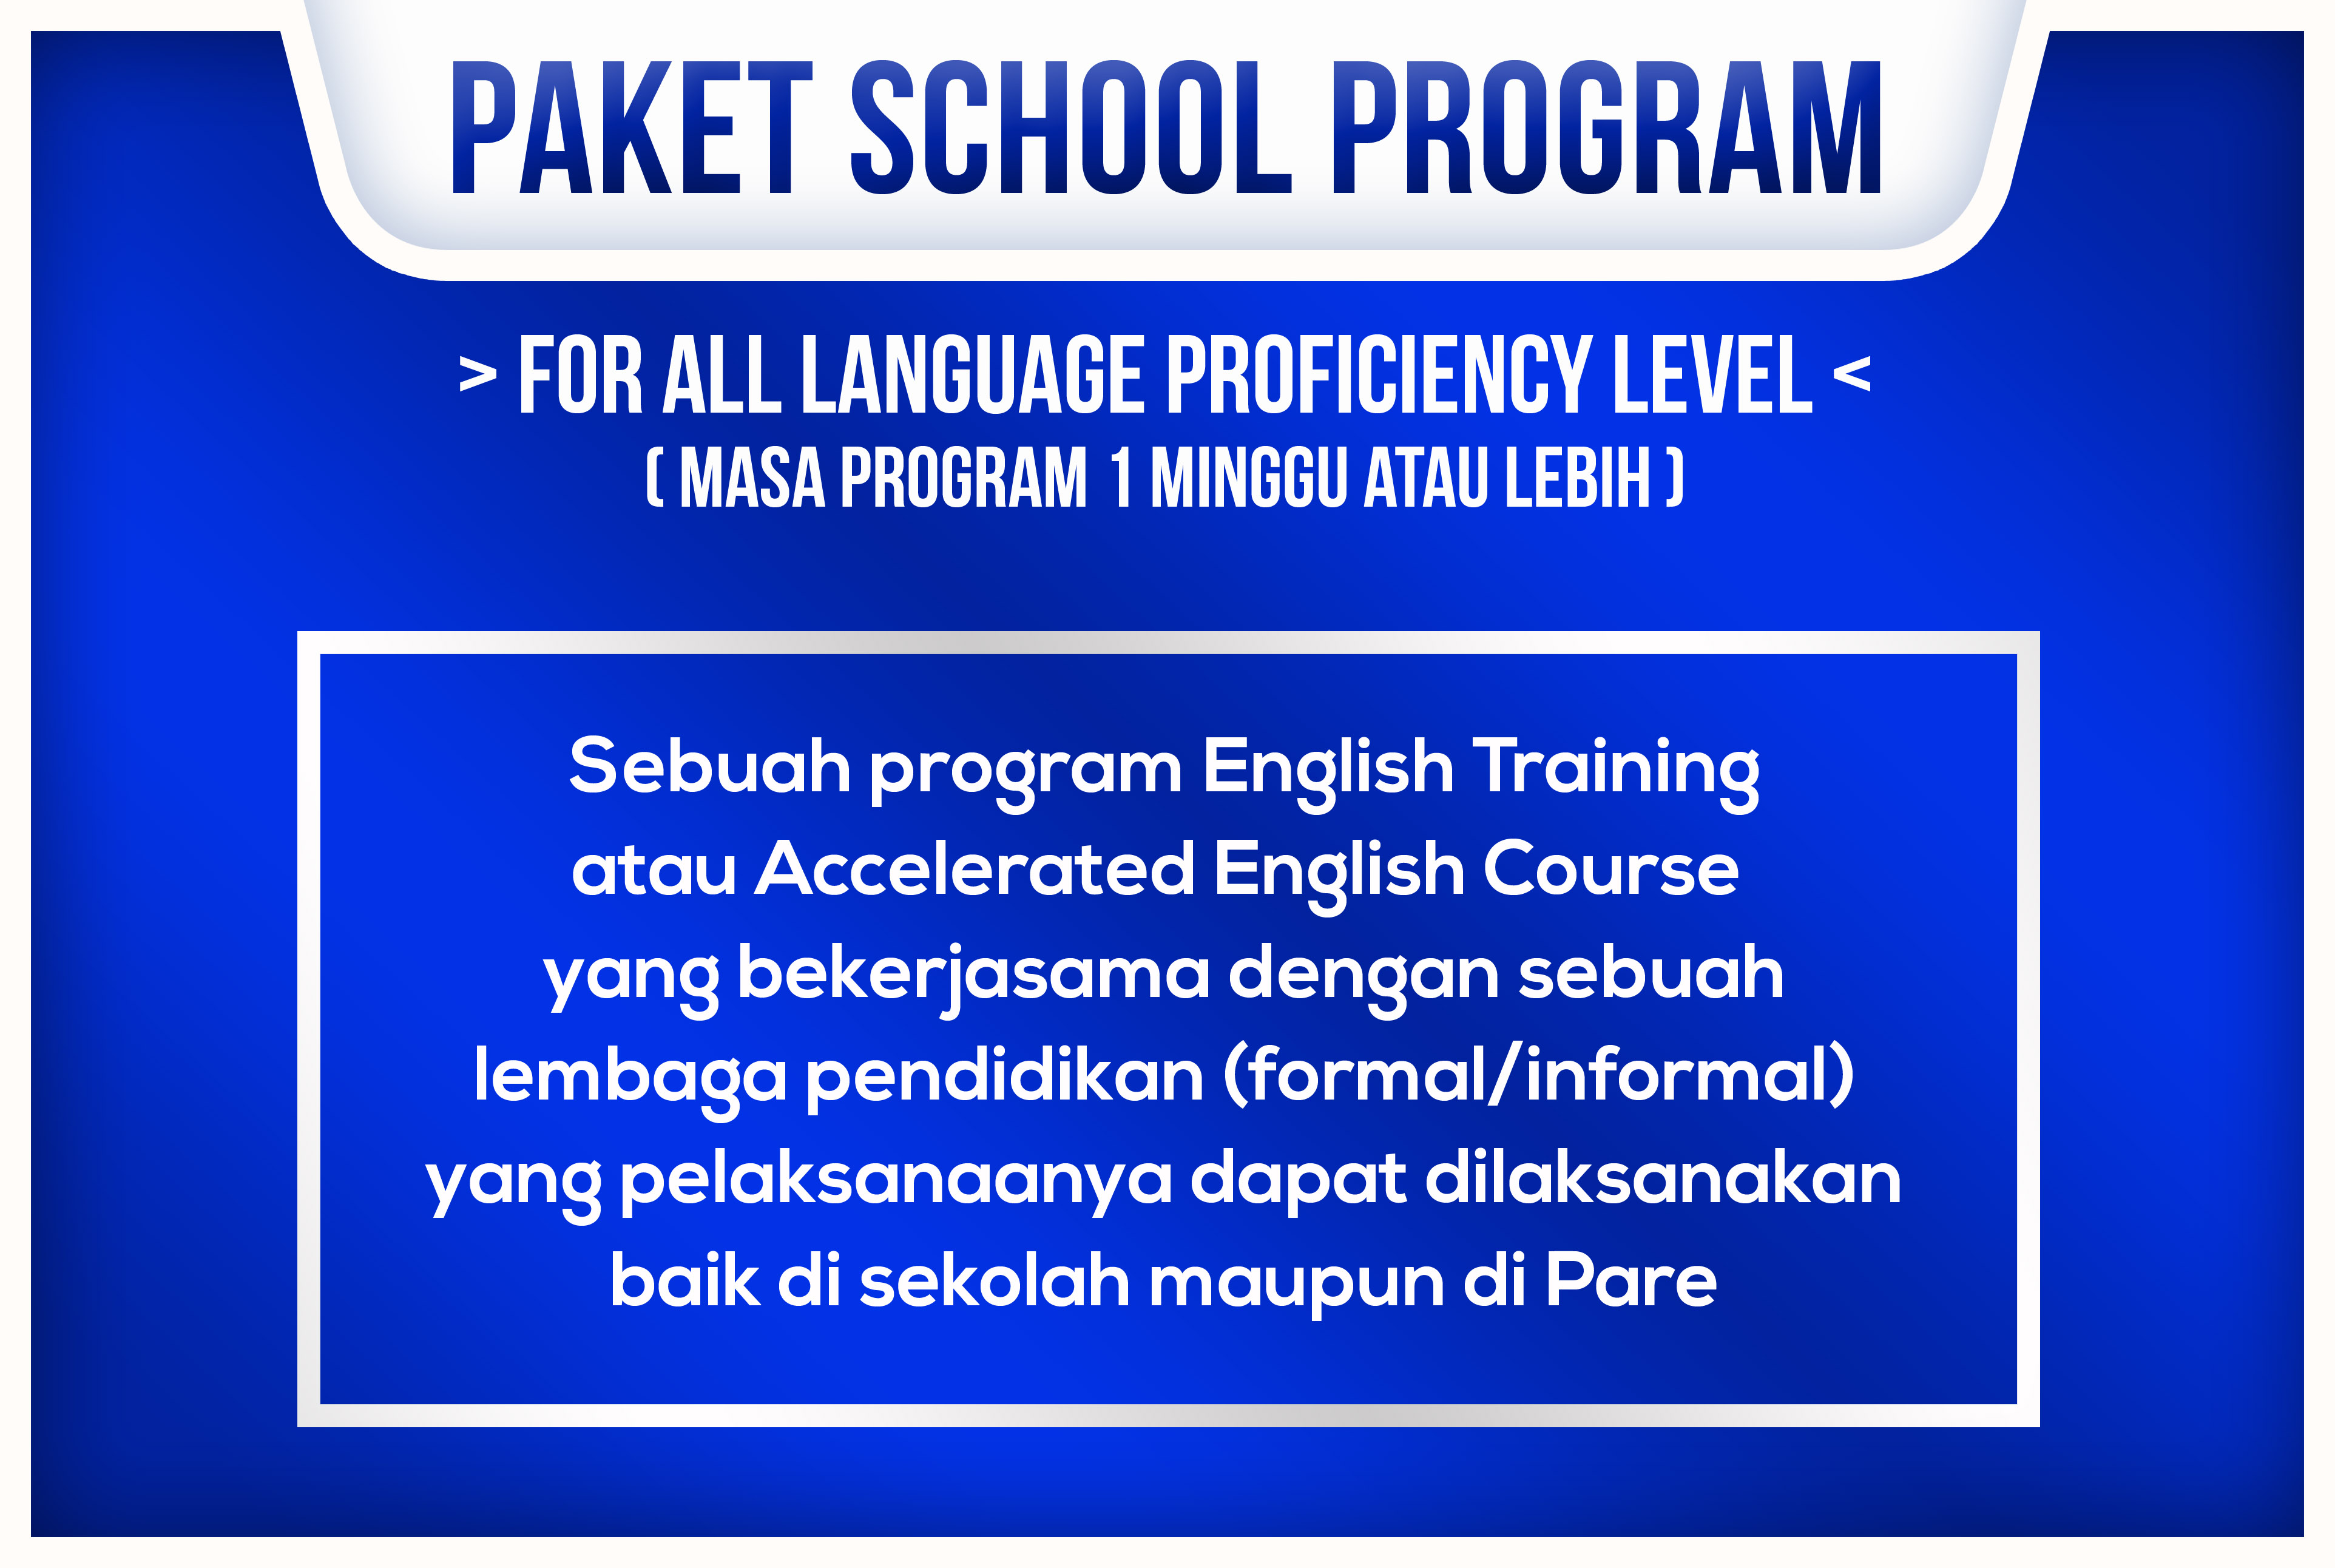 PAKET SCHOOL PROGRAM
> FOR ALL LANGUAGE PROFICIENCY LEVEL <
( MASA PROGRAM 1 MINGGU ATAU LEBIH )
Sebuah program English Training
atau Accelerated English Course
yang bekerjasama dengan sebuah
lembaga pendidikan (formal/informal)
yang pelaksanaanya dapat dilaksanakan
baik di sekolah maupun di Pare